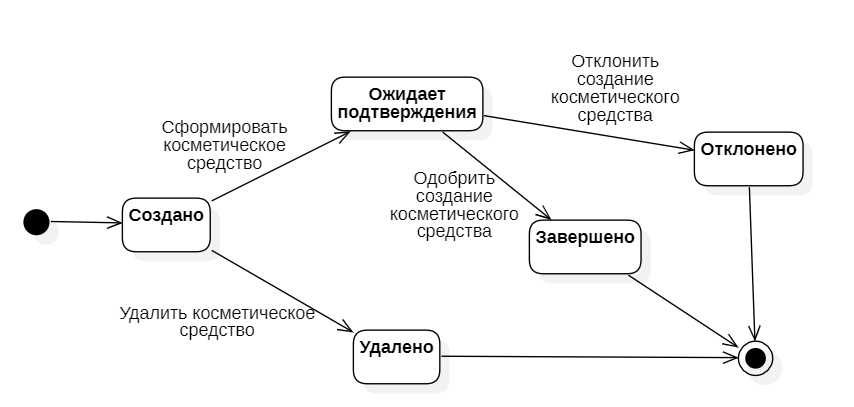 Отклонить
создание
косметического
средства
Ожидает
подтверждения
Сформировать
косметическое
средство
Отклонено
Одобрить
создание
косметического
средства
Создано
Завершено
Удалить косметическое
средство
Удалено